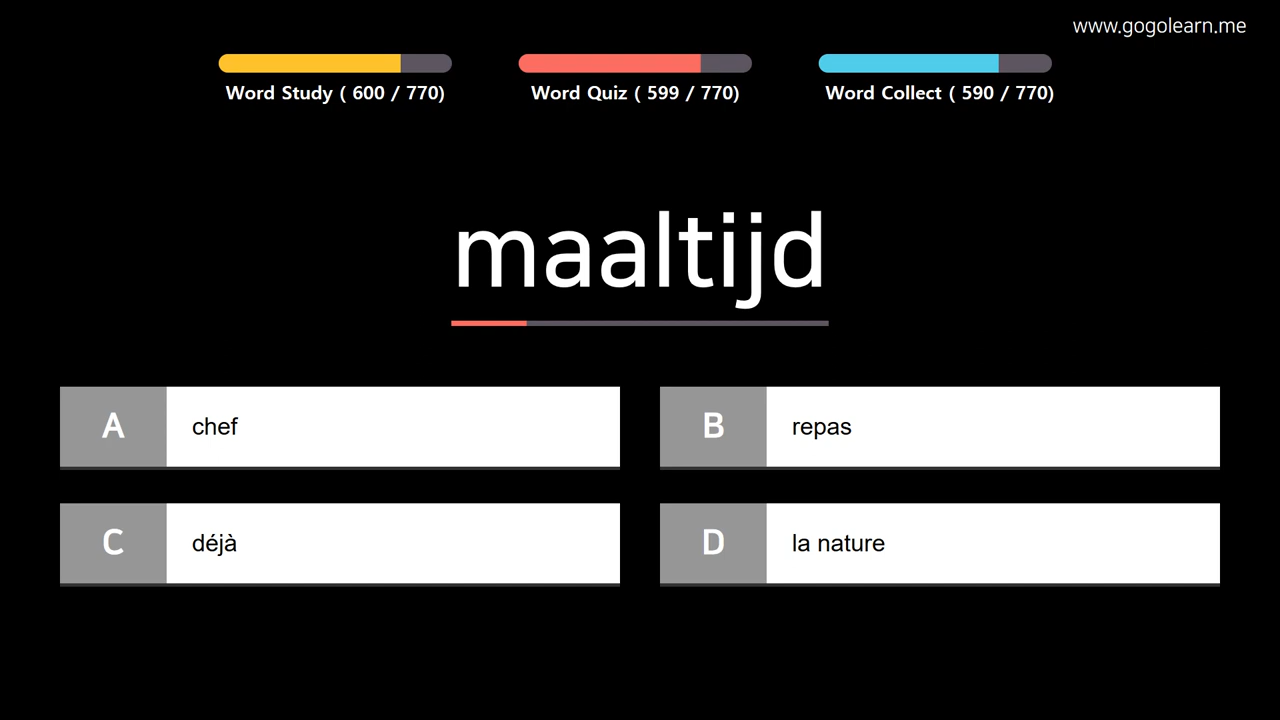 www.gogolearn.me
Word Study ( 600 / 770)
Word Quiz ( 599 / 770)
Word Collect ( 590 / 770)
maaltijd
A chef
B repas
C déjà
D la nature